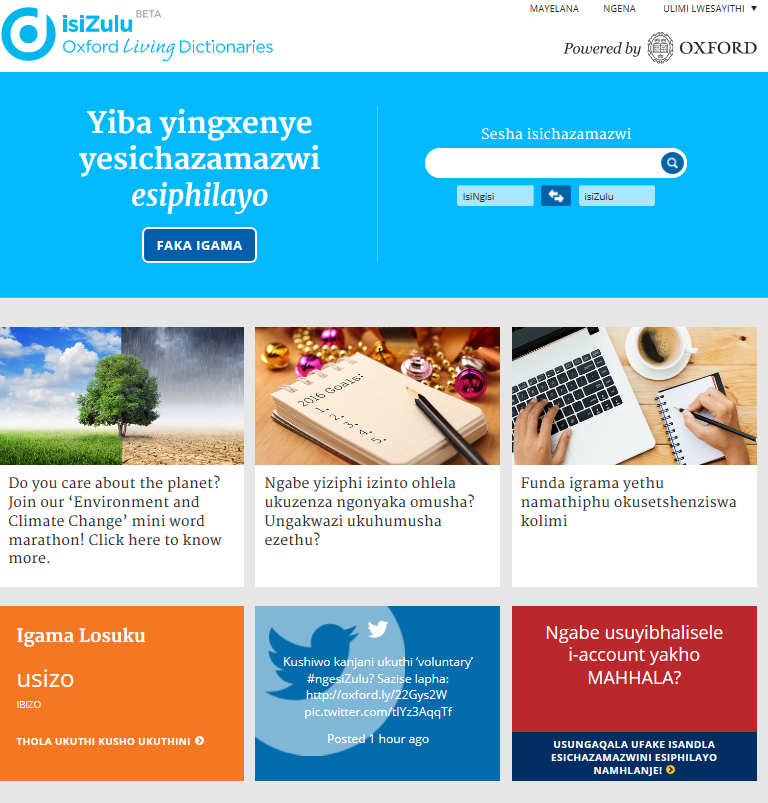 isiZulu BETA
Oxford Living Dictionaries
MAYELANA NGENA ULIMI LWESAYITHI
Powered by OXFORD
Yiba yingxenye
yesichazamazwi
esiphilayo
FAKA IGAMA
Sesha isichazamazwi
IsiNgisi isiZulu
2016 Goals:
1.
2.
3.
4.
5.
Do you care about the planet?
Join our ‘Environment and
Climate Change’ mini word
marathon! Click here to know
more.
Ngabe yiziphi izinto ohlela
ukuzenza ngonyaka omusha?
Ungakwazi ukuhumusha
ezethu?
Funda igrama yethu
namathiphu okusetshenziswa
kolimi
Igama Losuku
usizo
IBIZO
THOLA UKUTHI KUSHO UKUTHINI
Kushiwo kanjani ukuthi ‘voluntary’
#ngesiZulu? Sazise lapha:
http://oxford.ly/22Gys2W
pic.twitter.com/tIYz3AqqTf
Posted 1 hour ago
Ngabe usuyibhalisele
i-account yakho
MAHHALA?
USUNGAQALA UFAKE ISANDLA
ESICHAZAMAZWINI ESIPHILAYO
NAMHLANJE!